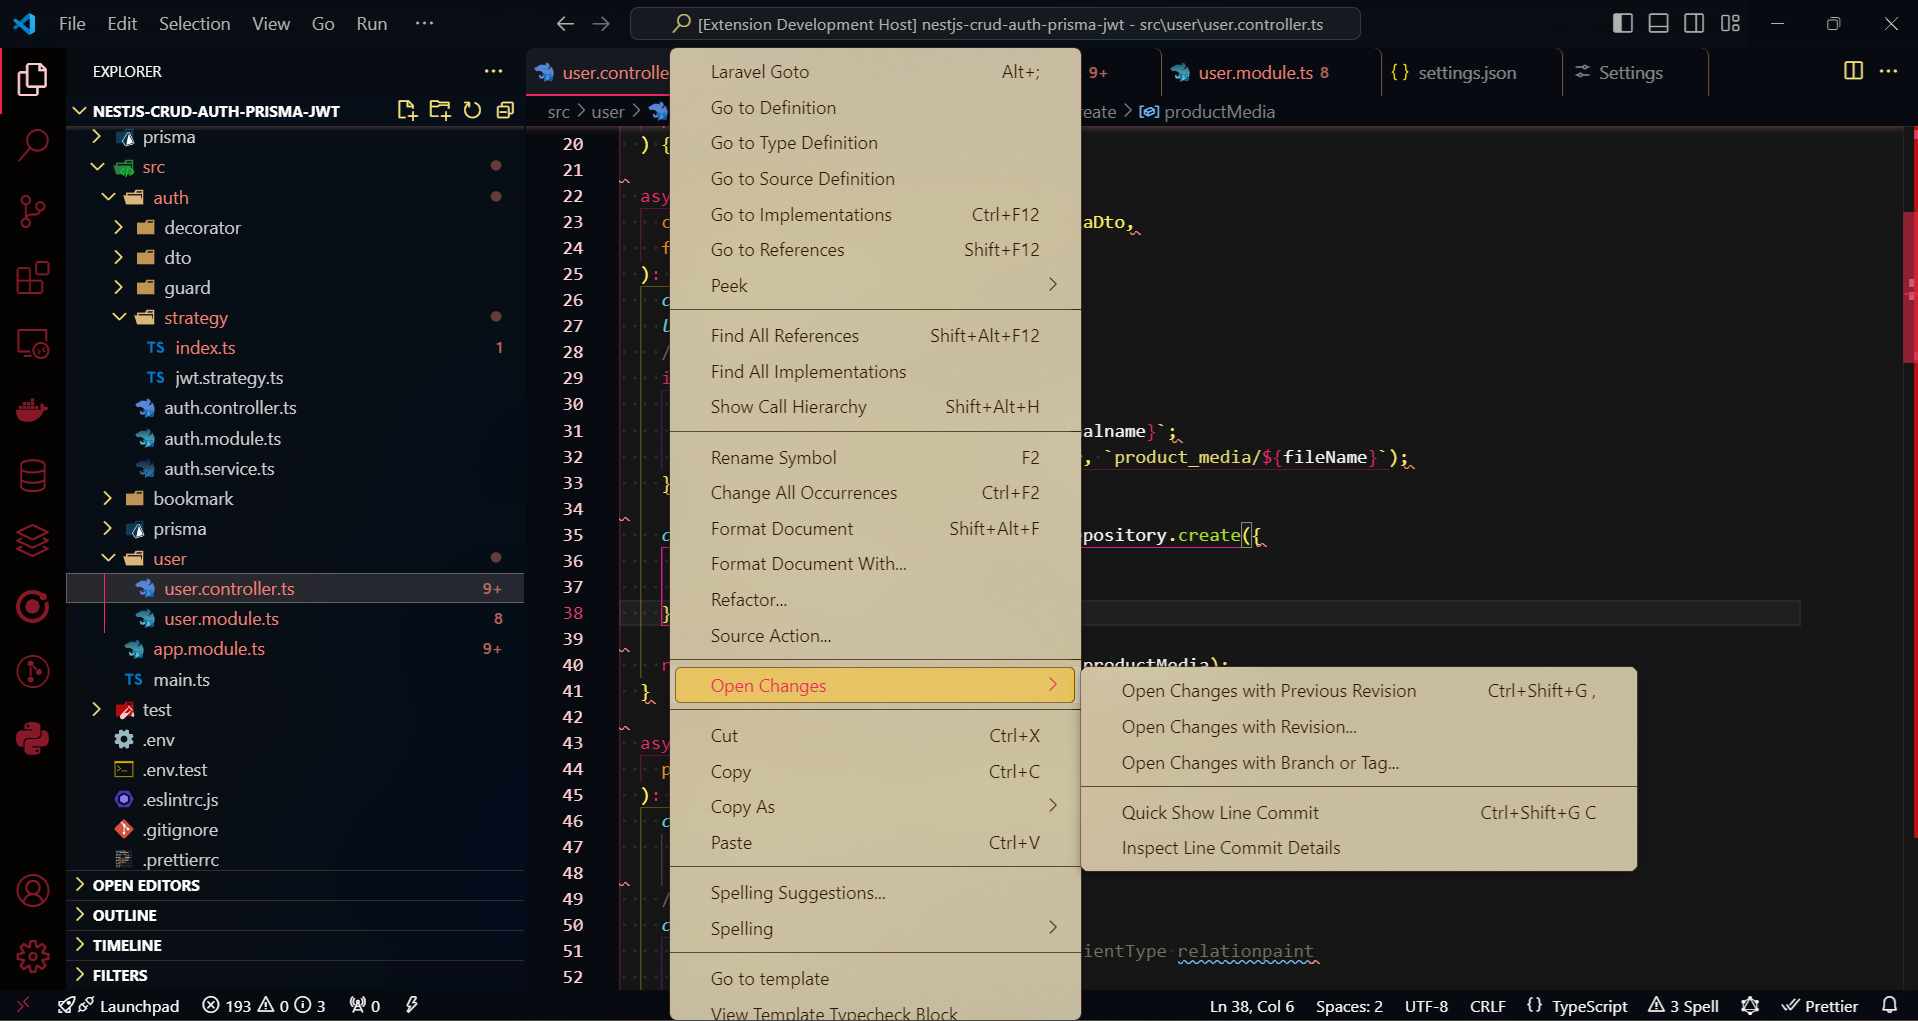 File Edit Selection View Go Run ···
[Extension Development Host] nestjs-crud-auth-prisma-jwt - src\user\user.controller.ts
EXPLORER
NESTJS-CRUD-AUTH-PRISMA-JWT
prisma
src
auth
decorator
dto
guard
strategy
TS index.ts 1
TS jwt.strategy.ts
auth.controller.ts
auth.module.ts
auth.service.ts
bookmark
prisma
user
user.controller.ts 9+
user.module.ts 8
app.module.ts 9+
TS main.ts
test
.env
.env.test
.eslintrc.js
.gitignore
.prettierrc
OPEN EDITORS
OUTLINE
TIMELINE
FILTERS
user.controlle 9+ user.module.ts 8 {} settings.json Settings
src > user > eate > productMedia
20 ) {
21
22 asy
23 c aDto,
24 f
25 ):
26 c
27 l
28 /
29 i
30
31 alname}`;
32 , `product_media/${fileName}`);
33 }
34
35 c pository.create({
36
37
38 }
39
40 r productMedia);
41 }
42
43 asy
44 p
45 ):
46 c
47
48
49 /
50 c
51 ientType relationpaint
52
Laravel Goto Alt+;
Go to Definition
Go to Type Definition
Go to Source Definition
Go to Implementations Ctrl+F12
Go to References Shift+F12
Peek
Find All References Shift+Alt+F12
Find All Implementations
Show Call Hierarchy Shift+Alt+H
Rename Symbol F2
Change All Occurrences Ctrl+F2
Format Document Shift+Alt+F
Format Document With...
Refactor...
Source Action...
Open Changes
Cut Ctrl+X
Copy Ctrl+C
Copy As
Paste Ctrl+V
Spelling Suggestions...
Spelling
Go to template
View Template Typecheck Block
Open Changes with Previous Revision Ctrl+Shift+G ,
Open Changes with Revision...
Open Changes with Branch or Tag...
Quick Show Line Commit Ctrl+Shift+G C
Inspect Line Commit Details
Launchpad 193 0 3 0 Ln 38, Col 6 Spaces: 2 UTF-8 CRLF {} TypeScript 3 Spell Prettier